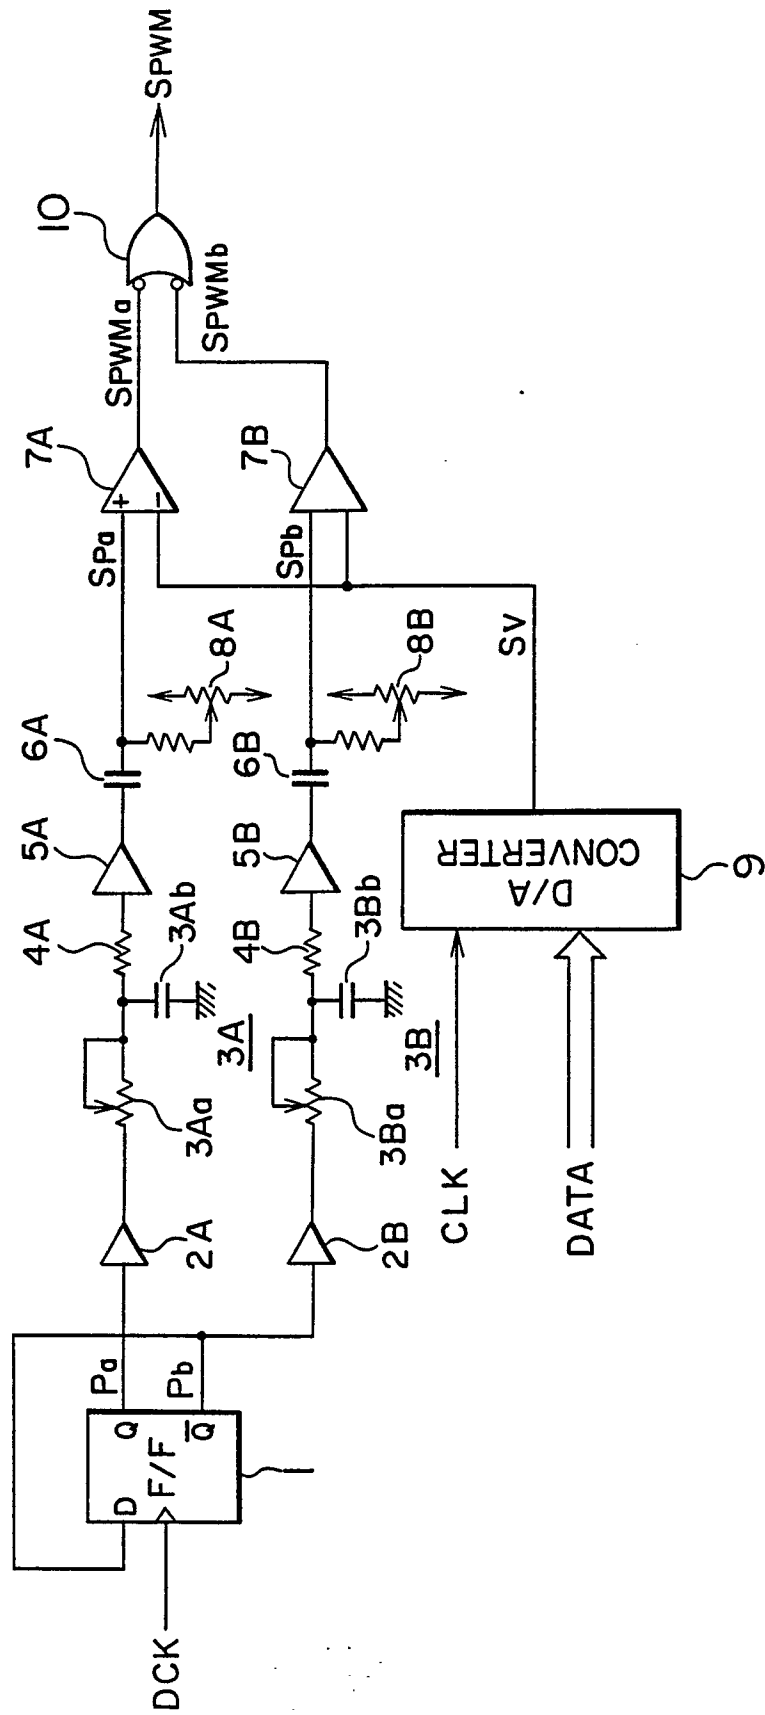 DCK
D
Q
F/F
Q̅
1
Pa
Pb
2A
2B
3Aa
3Ba
3A
3B
3Ab
3Bb
4A
4B
5A
5B
6A
6B
8A
8B
SPa
SPb
7A
+
−
7B
SPWMa
SPWMb
10
SPWM
CLK
DATA
D/A
CONVERTER
9
Sv